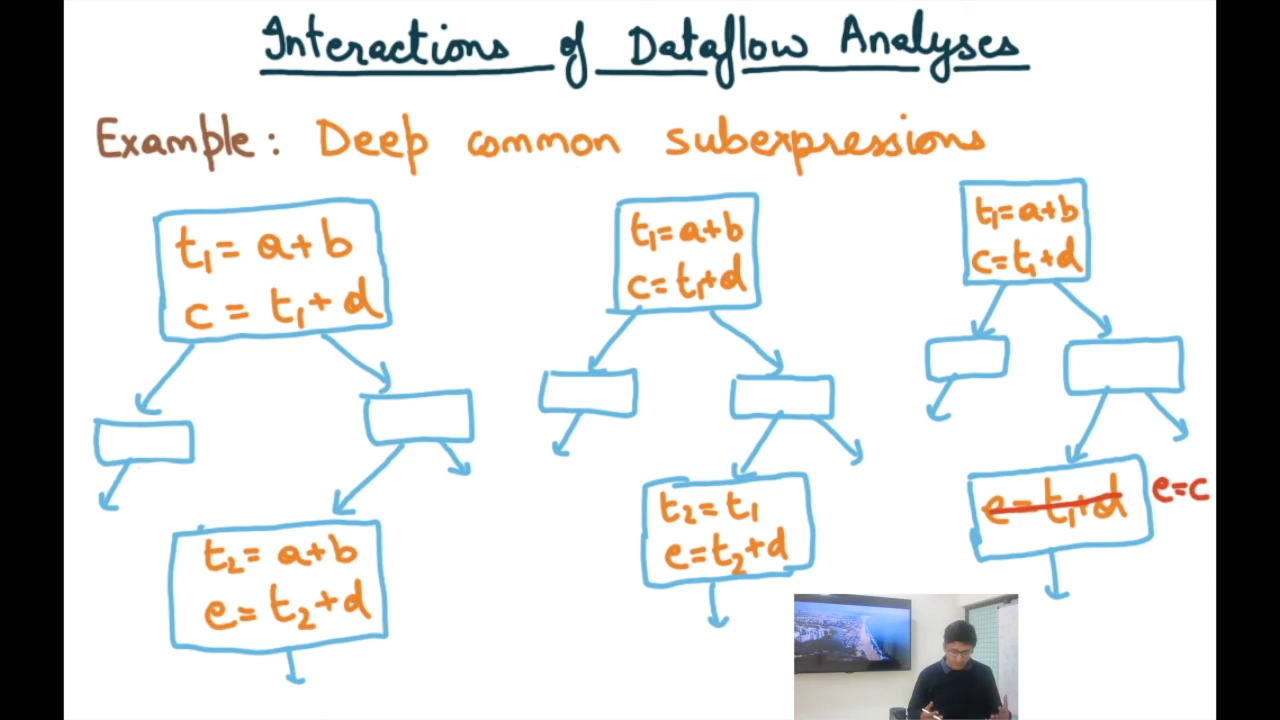 Interactions of Dataflow Analyses
Example: Deep common subexpressions
t₁ = a+b
c = t₁+d
t₂ = a+b
e = t₂+d
t₁ = a+b
c = t₁+d
t₂ = t₁
e = t₂+d
t₁ = a+b
c = t₁+d
e = t₁+d
e=c